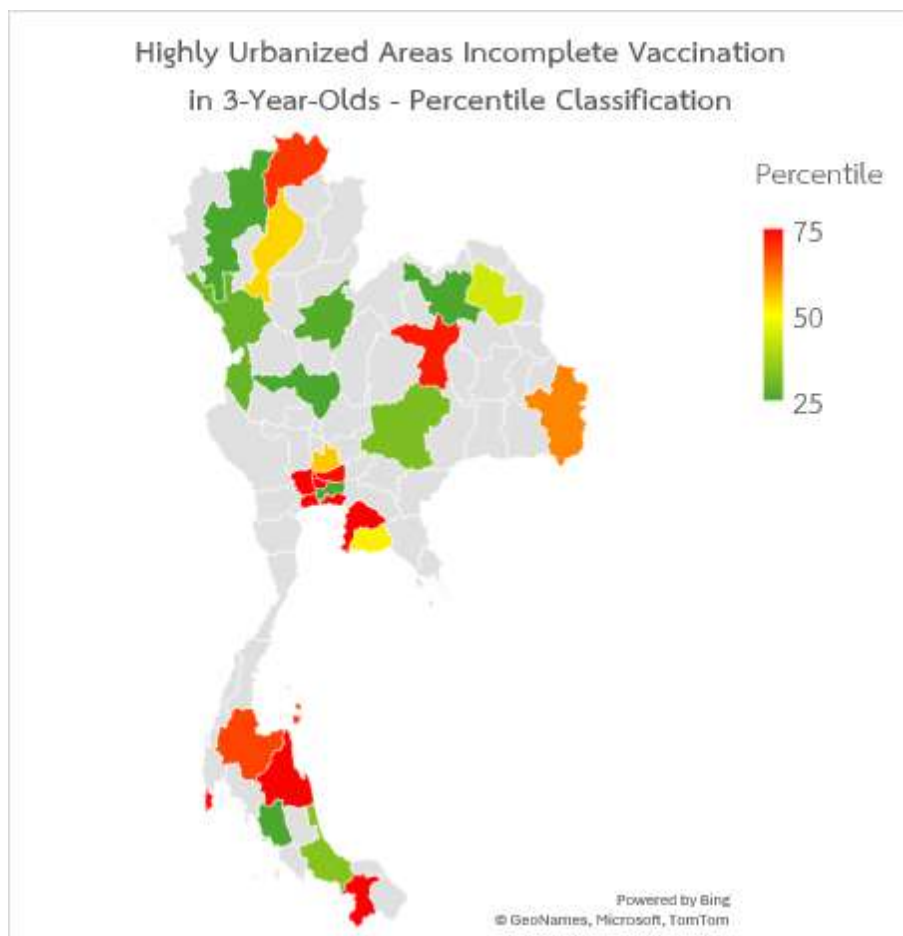 Highly Urbanized Areas Incomplete Vaccination
in 3-Year-Olds - Percentile Classification
Percentile
75
50
25
Powered by Bing
© GeoNames, Microsoft, TomTom